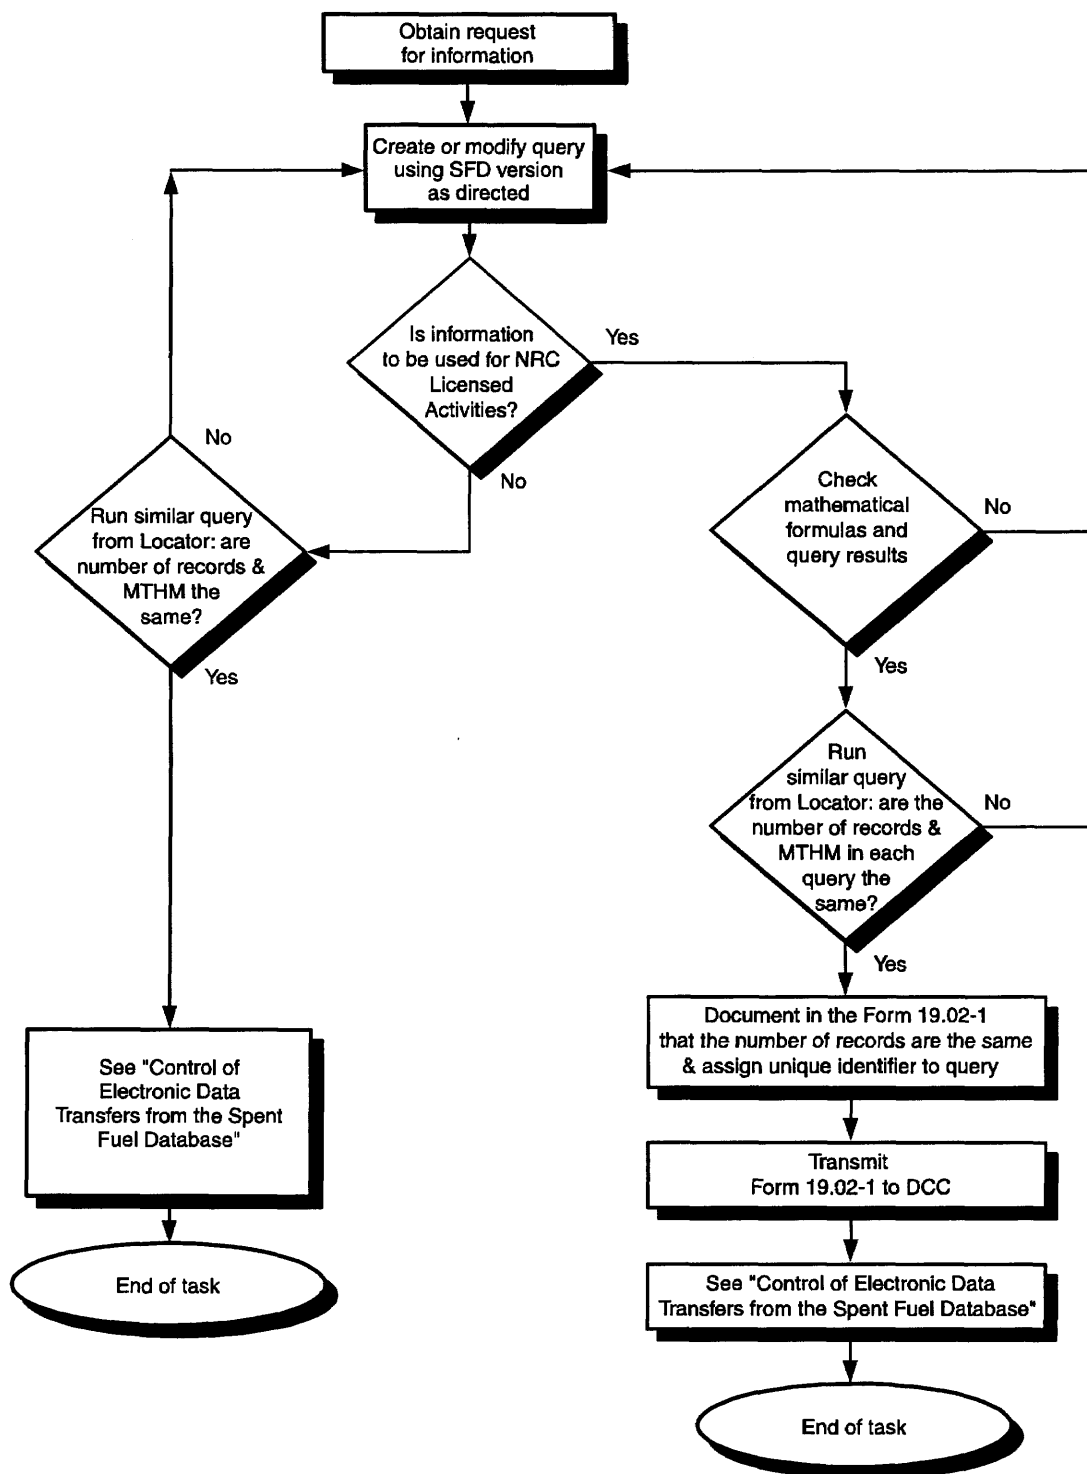 Obtain request
for information
Create or modify query
using SFD version
as directed
Is information
to be used for NRC
Licensed
Activities?
Yes
No
No
Run similar query
from Locator: are
number of records &
MTHM the
same?
Yes
See "Control of
Electronic Data
Transfers from the Spent
Fuel Database"
End of task
Check
mathematical
formulas and
query results
No
Yes
Run
similar query
from Locator: are the
number of records &
MTHM in each
query the
same?
No
Yes
Document in the Form 19.02-1
that the number of records are the same
& assign unique identifier to query
Transmit
Form 19.02-1 to DCC
See "Control of Electronic Data
Transfers from the Spent Fuel Database"
End of task